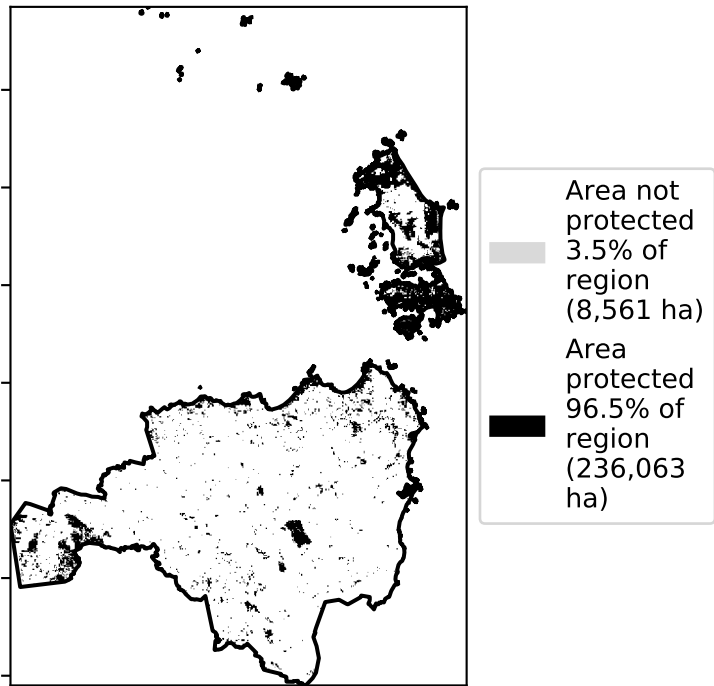 Area not
protected
3.5% of
region
(8,561 ha)
Area
protected
96.5% of
region
(236,063
ha)